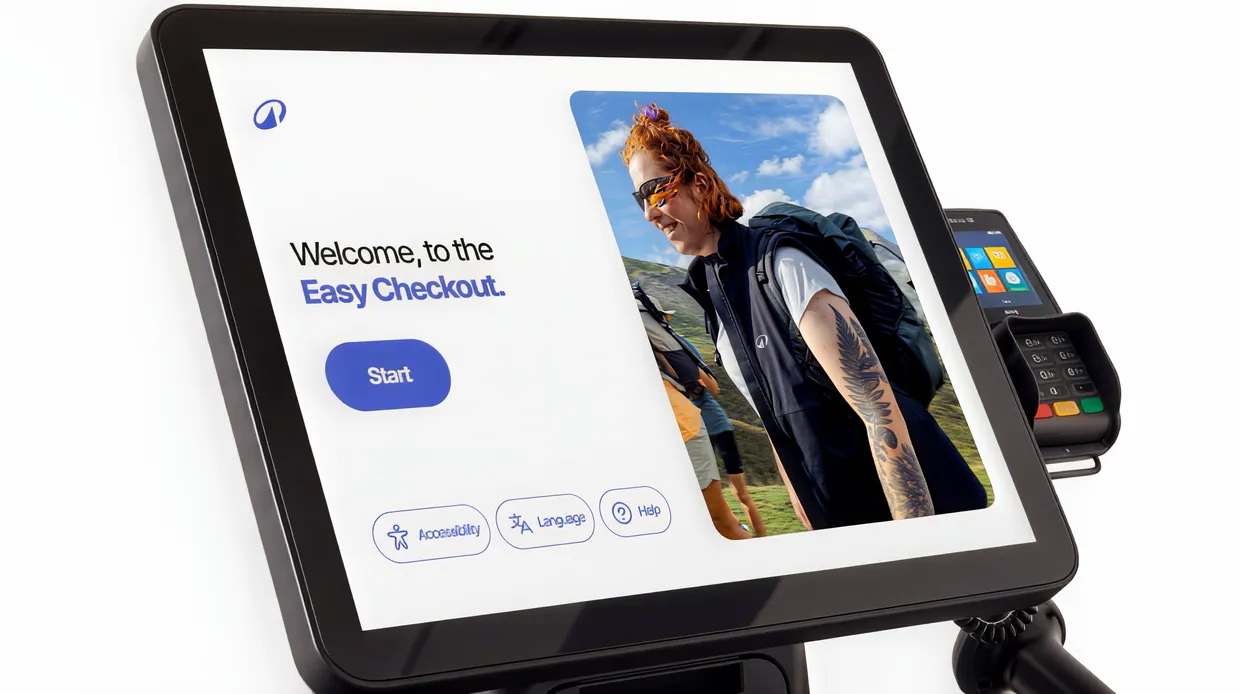 Welcome, to the
Easy Checkout.
Start
Accessibility
Language
Help